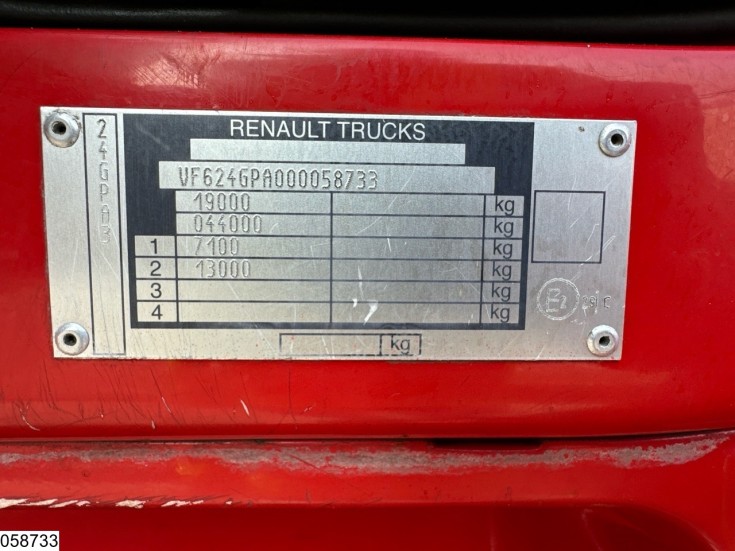 24GPA3
RENAULT TRUCKS
VF624GPA000058733
19000 kg
044000 kg
1 7100 kg
2 13000 kg
3 kg
4 kg
kg
E2
058733